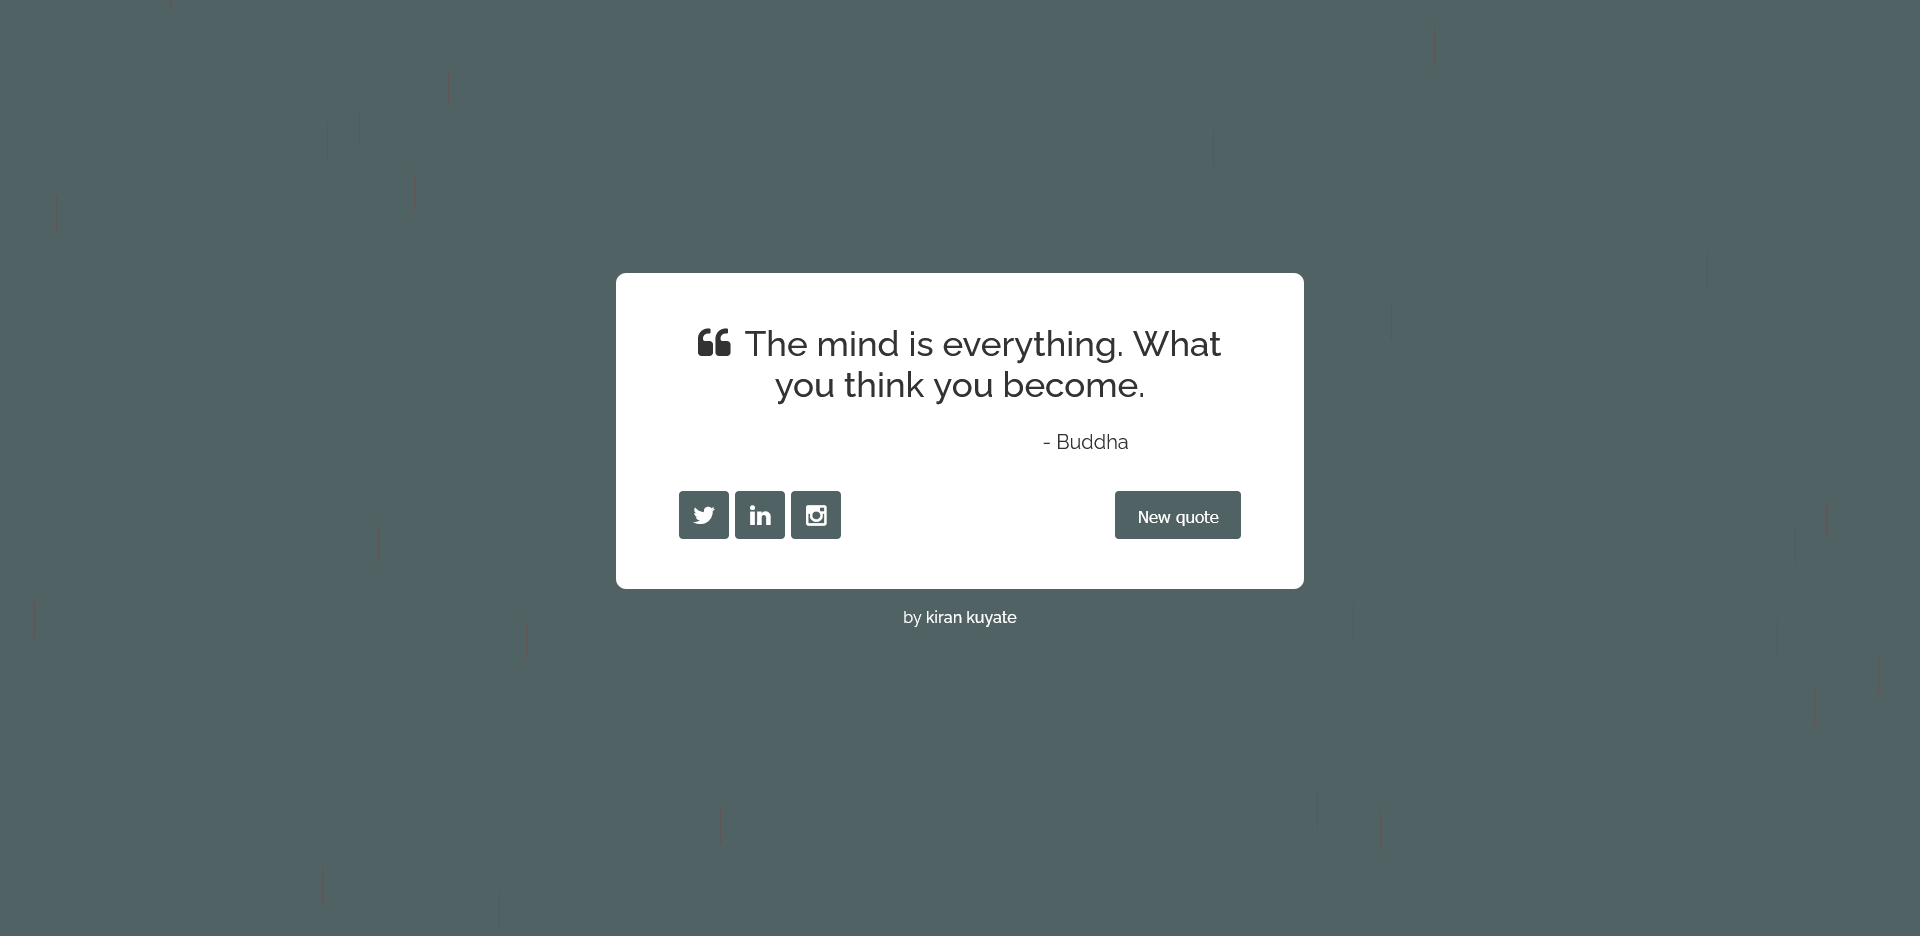 The mind is everything. What
you think you become.
- Buddha
New quote
by kiran kuyate